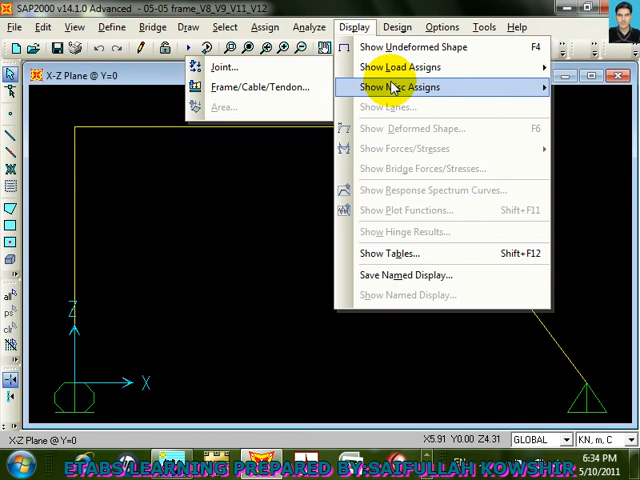 SAP2000 v14.1.0 Advanced - 05-05 frame_V8_V9_V11_V12
File Edit View Define Bridge Draw Select Assign Analyze Display Design Options Tools Help
X-Z Plane @ Y=0
Joint...
Frame/Cable/Tendon...
Area...
Show Undeformed Shape F4
Show Load Assigns
Show Misc Assigns
Show Lanes...
Show Deformed Shape... F6
Show Forces/Stresses
Show Bridge Forces/Stresses...
Show Response Spectrum Curves...
Show Plot Functions... Shift+F11
Show Hinge Results...
Show Tables... Shift+F12
Save Named Display...
Show Named Display...
all
ps
clr
Z
X
X-Z Plane @ Y=0 X5.91 Y0.00 Z4.31 GLOBAL KN, m, C
EN 6:34 PM
5/10/2011
ETABS LEARNING PREPARED BY:SAIFULLAH KOWSHIR